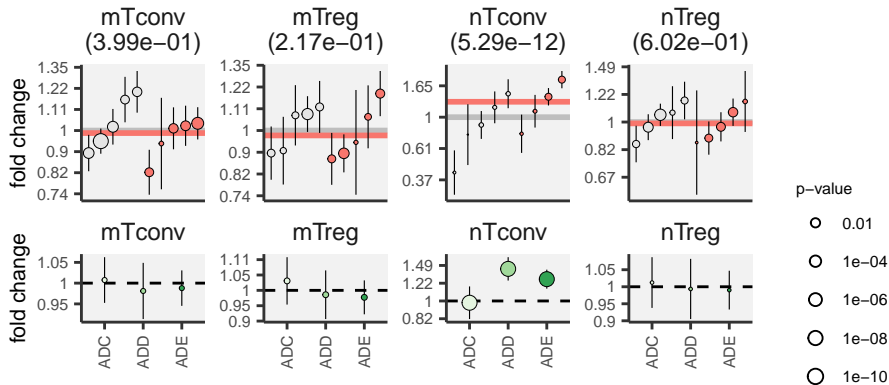 mTconv
(3.99e−01)
mTreg
(2.17e−01)
nTconv
(5.29e−12)
nTreg
(6.02e−01)
fold change
1.35
1.22
1.11
1
0.9
0.82
0.74
1.35
1.22
1.11
1
0.9
0.82
0.74
1.65
1
0.61
0.37
1.49
1.22
1
0.82
0.67
mTconv
mTreg
nTconv
nTreg
fold change
1.05
1
0.95
1.11
1.05
1
0.95
0.9
1.49
1.22
1
0.82
1.05
1
0.95
0.9
ADC
ADD
ADE
ADC
ADD
ADE
ADC
ADD
ADE
ADC
ADD
ADE
p−value
0.01
1e−04
1e−06
1e−08
1e−10